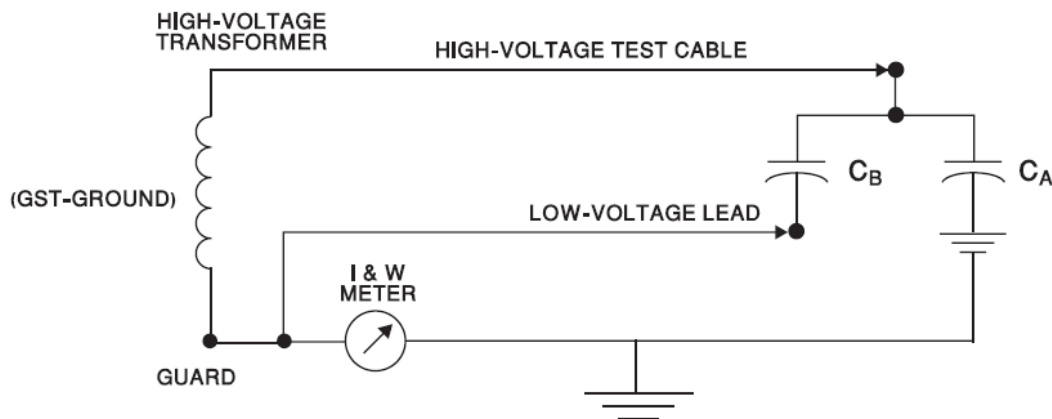 HIGH-VOLTAGE
TRANSFORMER
HIGH-VOLTAGE TEST CABLE
(GST-GROUND)
CB
CA
LOW-VOLTAGE LEAD
I & W
METER
GUARD